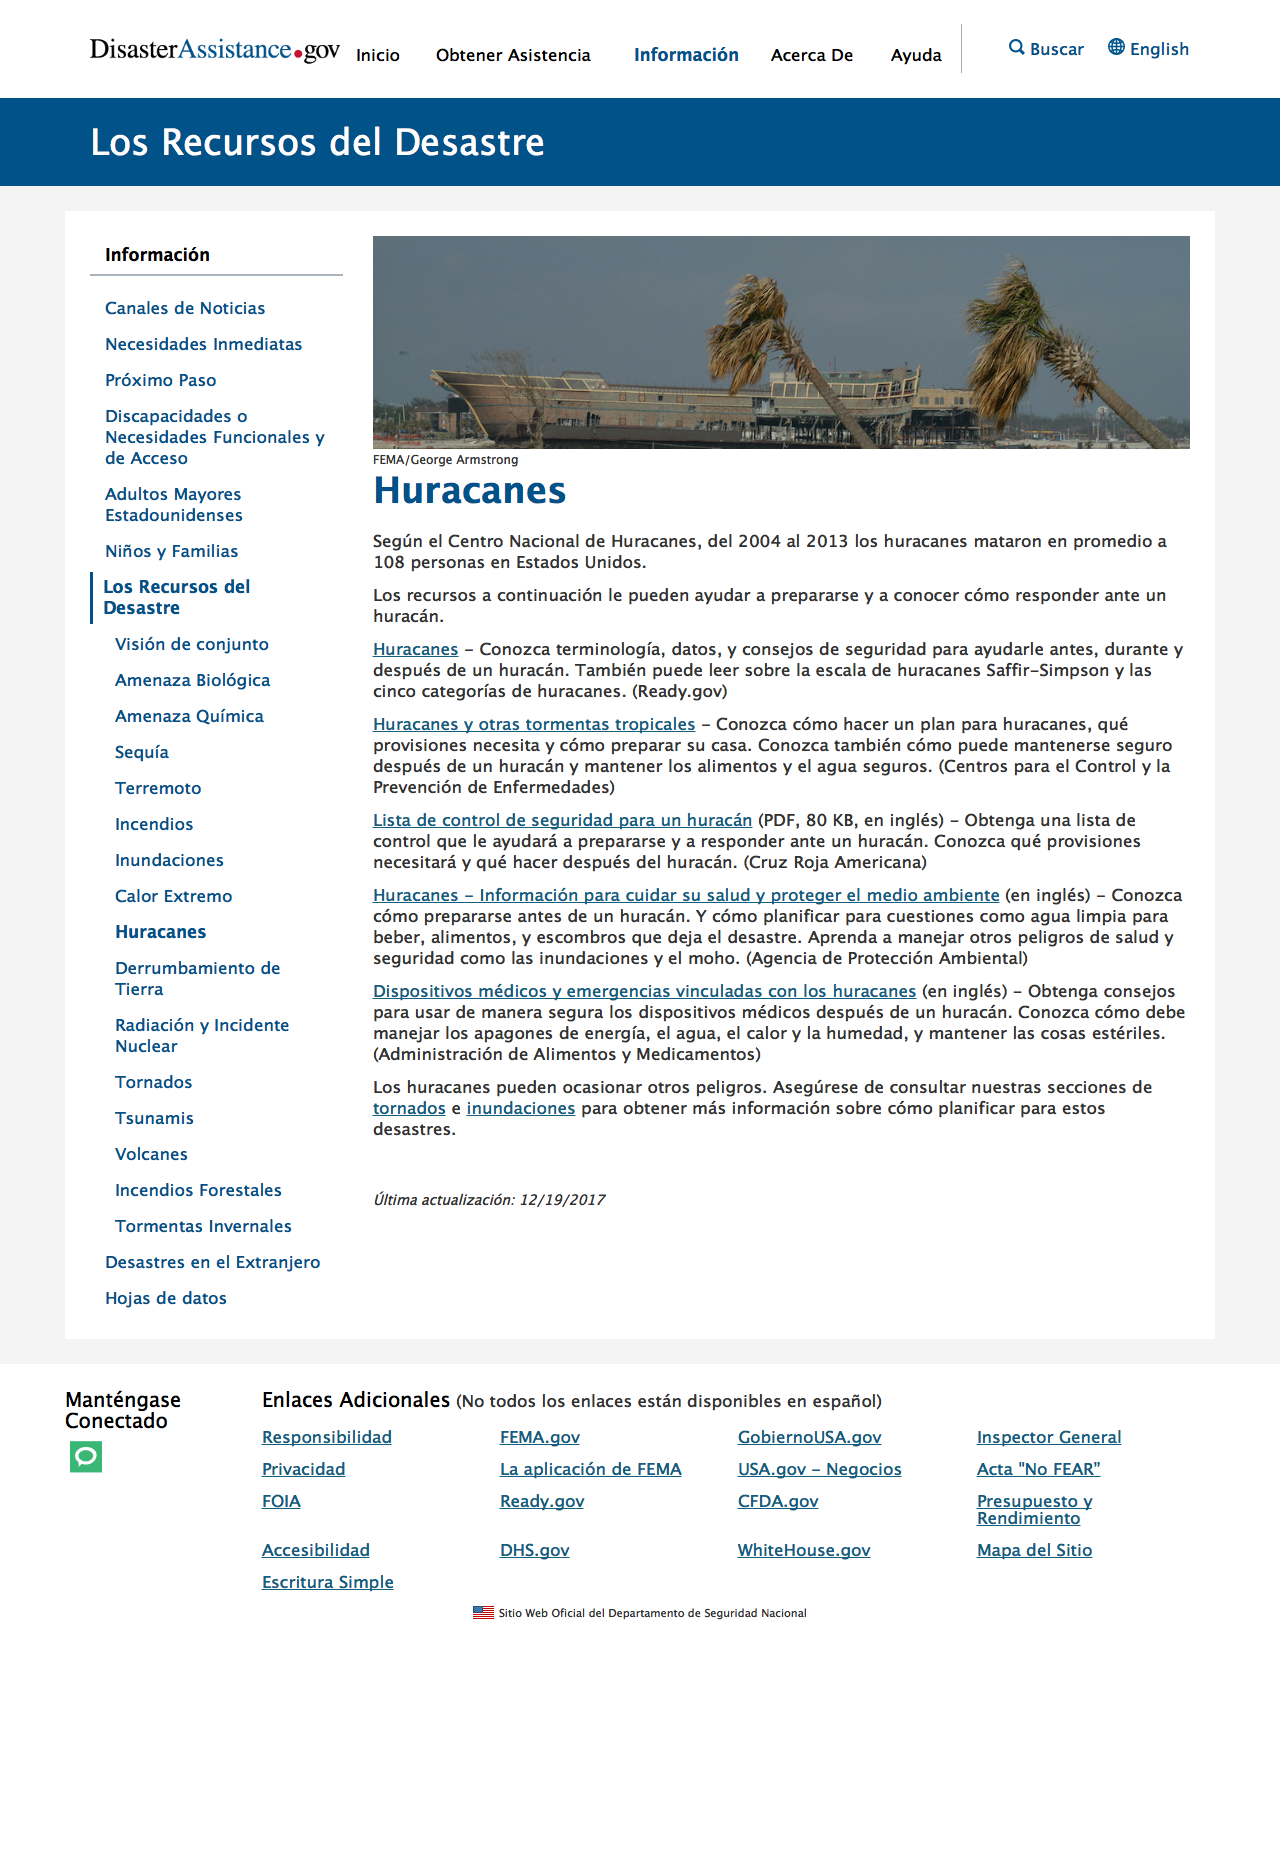 DisasterAssistance.gov
Inicio
Obtener Asistencia
Información
Acerca De
Ayuda
Buscar
English
Los Recursos del Desastre
Información
Canales de Noticias
Necesidades Inmediatas
Próximo Paso
Discapacidades o
Necesidades Funcionales y
de Acceso
Adultos Mayores
Estadounidenses
Niños y Familias
Los Recursos del
Desastre
Visión de conjunto
Amenaza Biológica
Amenaza Química
Sequía
Terremoto
Incendios
Inundaciones
Calor Extremo
Huracanes
Derrumbamiento de
Tierra
Radiación y Incidente
Nuclear
Tornados
Tsunamis
Volcanes
Incendios Forestales
Tormentas Invernales
Desastres en el Extranjero
Hojas de datos
FEMA/George Armstrong
Huracanes
Según el Centro Nacional de Huracanes, del 2004 al 2013 los huracanes mataron en promedio a
108 personas en Estados Unidos.
Los recursos a continuación le pueden ayudar a prepararse y a conocer cómo responder ante un
huracán.
Huracanes – Conozca terminología, datos, y consejos de seguridad para ayudarle antes, durante y
después de un huracán. También puede leer sobre la escala de huracanes Saffir-Simpson y las
cinco categorías de huracanes. (Ready.gov)
Huracanes y otras tormentas tropicales – Conozca cómo hacer un plan para huracanes, qué
provisiones necesita y cómo preparar su casa. Conozca también cómo puede mantenerse seguro
después de un huracán y mantener los alimentos y el agua seguros. (Centros para el Control y la
Prevención de Enfermedades)
Lista de control de seguridad para un huracán (PDF, 80 KB, en inglés) – Obtenga una lista de
control que le ayudará a prepararse y a responder ante un huracán. Conozca qué provisiones
necesitará y qué hacer después del huracán. (Cruz Roja Americana)
Huracanes – Información para cuidar su salud y proteger el medio ambiente (en inglés) – Conozca
cómo prepararse antes de un huracán. Y cómo planificar para cuestiones como agua limpia para
beber, alimentos, y escombros que deja el desastre. Aprenda a manejar otros peligros de salud y
seguridad como las inundaciones y el moho. (Agencia de Protección Ambiental)
Dispositivos médicos y emergencias vinculadas con los huracanes (en inglés) – Obtenga consejos
para usar de manera segura los dispositivos médicos después de un huracán. Conozca cómo debe
manejar los apagones de energía, el agua, el calor y la humedad, y mantener las cosas estériles.
(Administración de Alimentos y Medicamentos)
Los huracanes pueden ocasionar otros peligros. Asegúrese de consultar nuestras secciones de
tornados e inundaciones para obtener más información sobre cómo planificar para estos
desastres.
Última actualización: 12/19/2017
Manténgase
Conectado
Enlaces Adicionales (No todos los enlaces están disponibles en español)
Responsibilidad
FEMA.gov
GobiernoUSA.gov
Inspector General
Privacidad
La aplicación de FEMA
USA.gov – Negocios
Acta "No FEAR"
FOIA
Ready.gov
CFDA.gov
Presupuesto y
Rendimiento
Accesibilidad
DHS.gov
WhiteHouse.gov
Mapa del Sitio
Escritura Simple
Sitio Web Oficial del Departamento de Seguridad Nacional